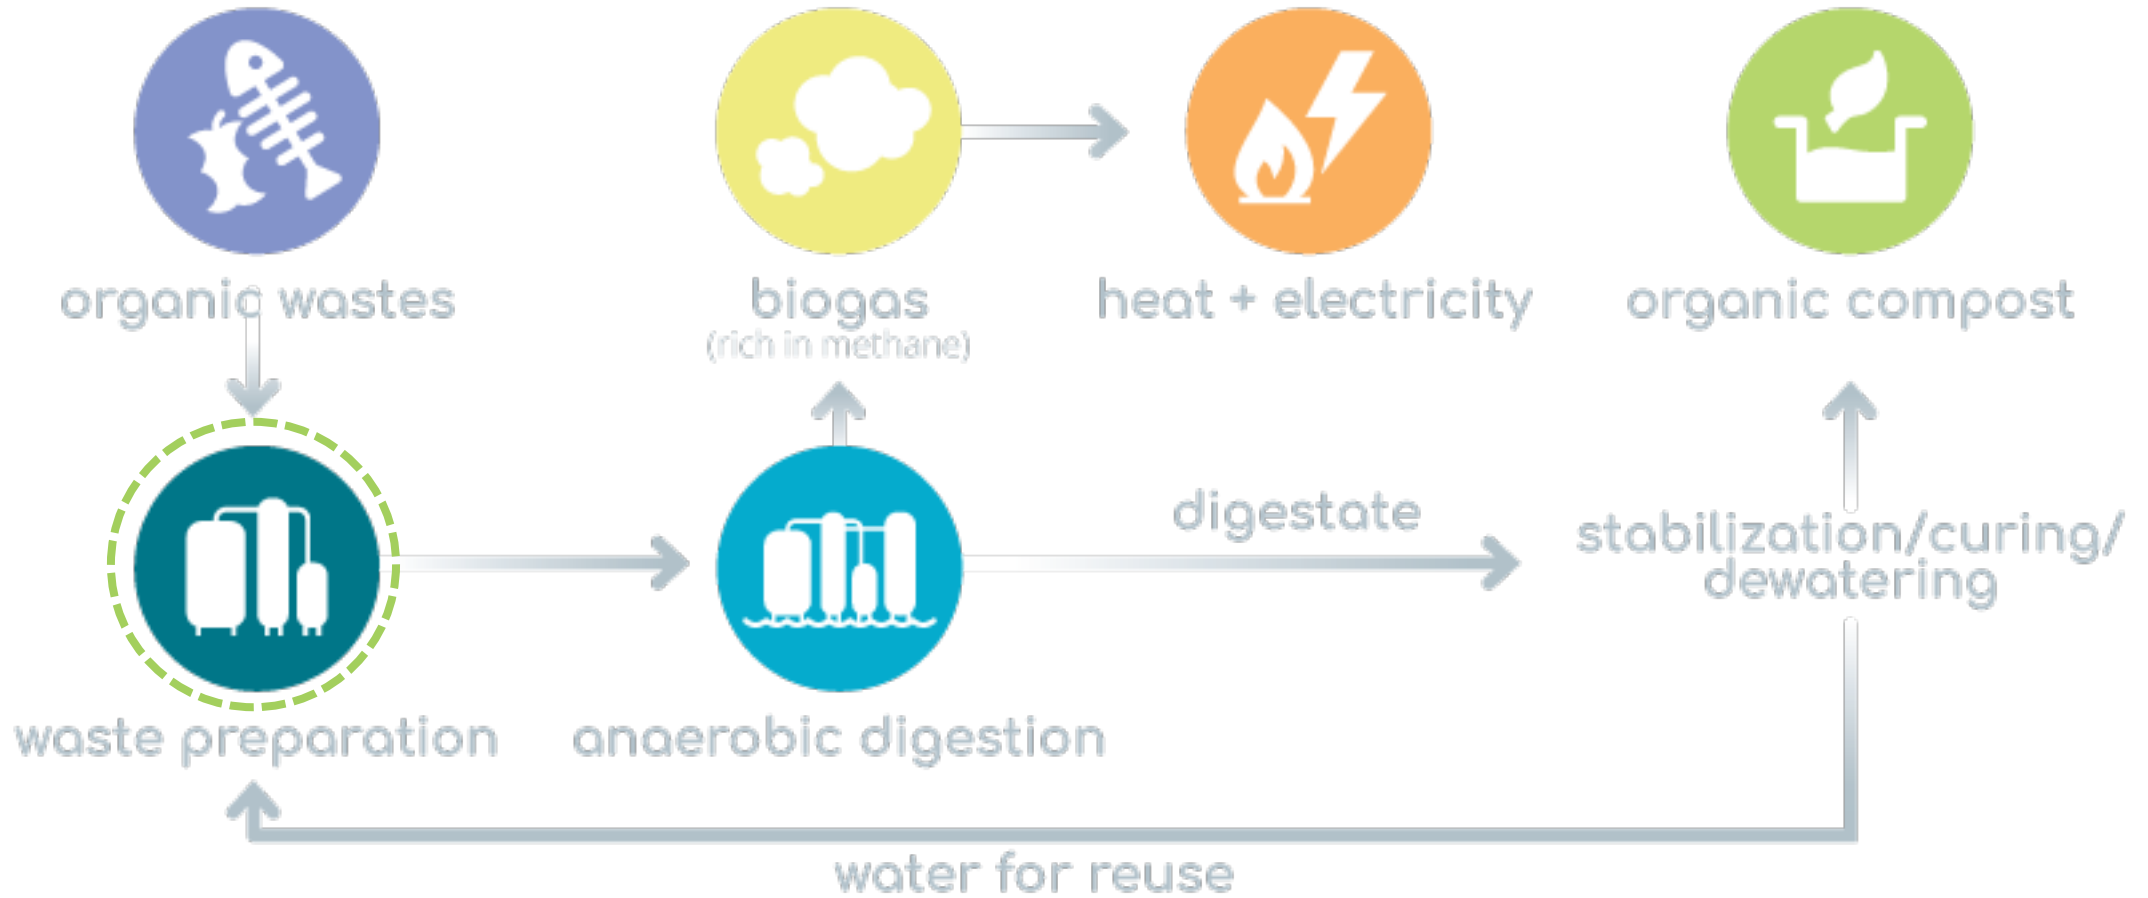 organic wastes
biogas
(rich in methane)
heat + electricity
organic compost
digestate
stabilization/curing/
dewatering
waste preparation
anaerobic digestion
water for reuse